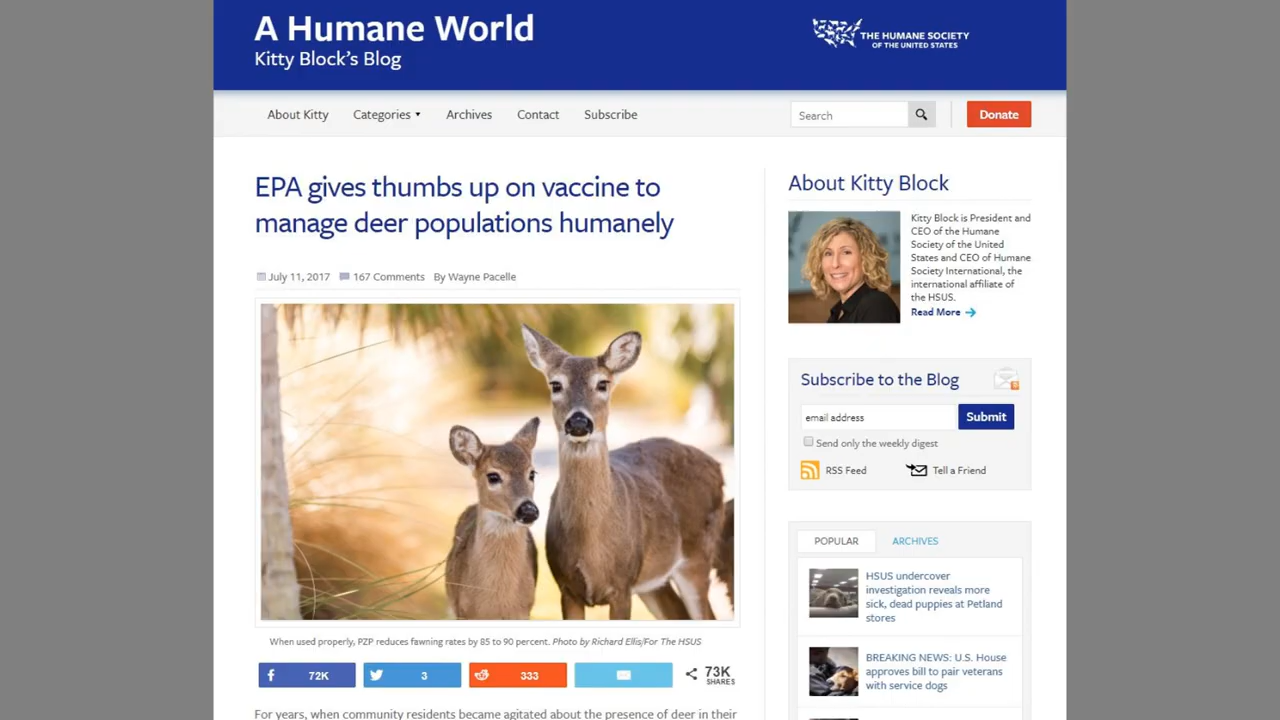 A Humane World
Kitty Block's Blog
THE HUMANE SOCIETY
OF THE UNITED STATES
About Kitty
Categories
Archives
Contact
Subscribe
Search
Donate
EPA gives thumbs up on vaccine to
manage deer populations humanely
July 11, 2017
167 Comments
By Wayne Pacelle
When used properly, PZP reduces fawning rates by 85 to 90 percent. Photo by Richard Ellis/For The HSUS
72K
3
333
73K
SHARES
For years, when community residents became agitated about the presence of deer in their
About Kitty Block
Kitty Block is President and
CEO of the Humane
Society of the United
States and CEO of Humane
Society International, the
international affiliate of
the HSUS.
Read More
Subscribe to the Blog
email address
Submit
Send only the weekly digest
RSS Feed
Tell a Friend
POPULAR
ARCHIVES
HSUS undercover
investigation reveals more
sick, dead puppies at Petland
stores
BREAKING NEWS: U.S. House
approves bill to pair veterans
with service dogs